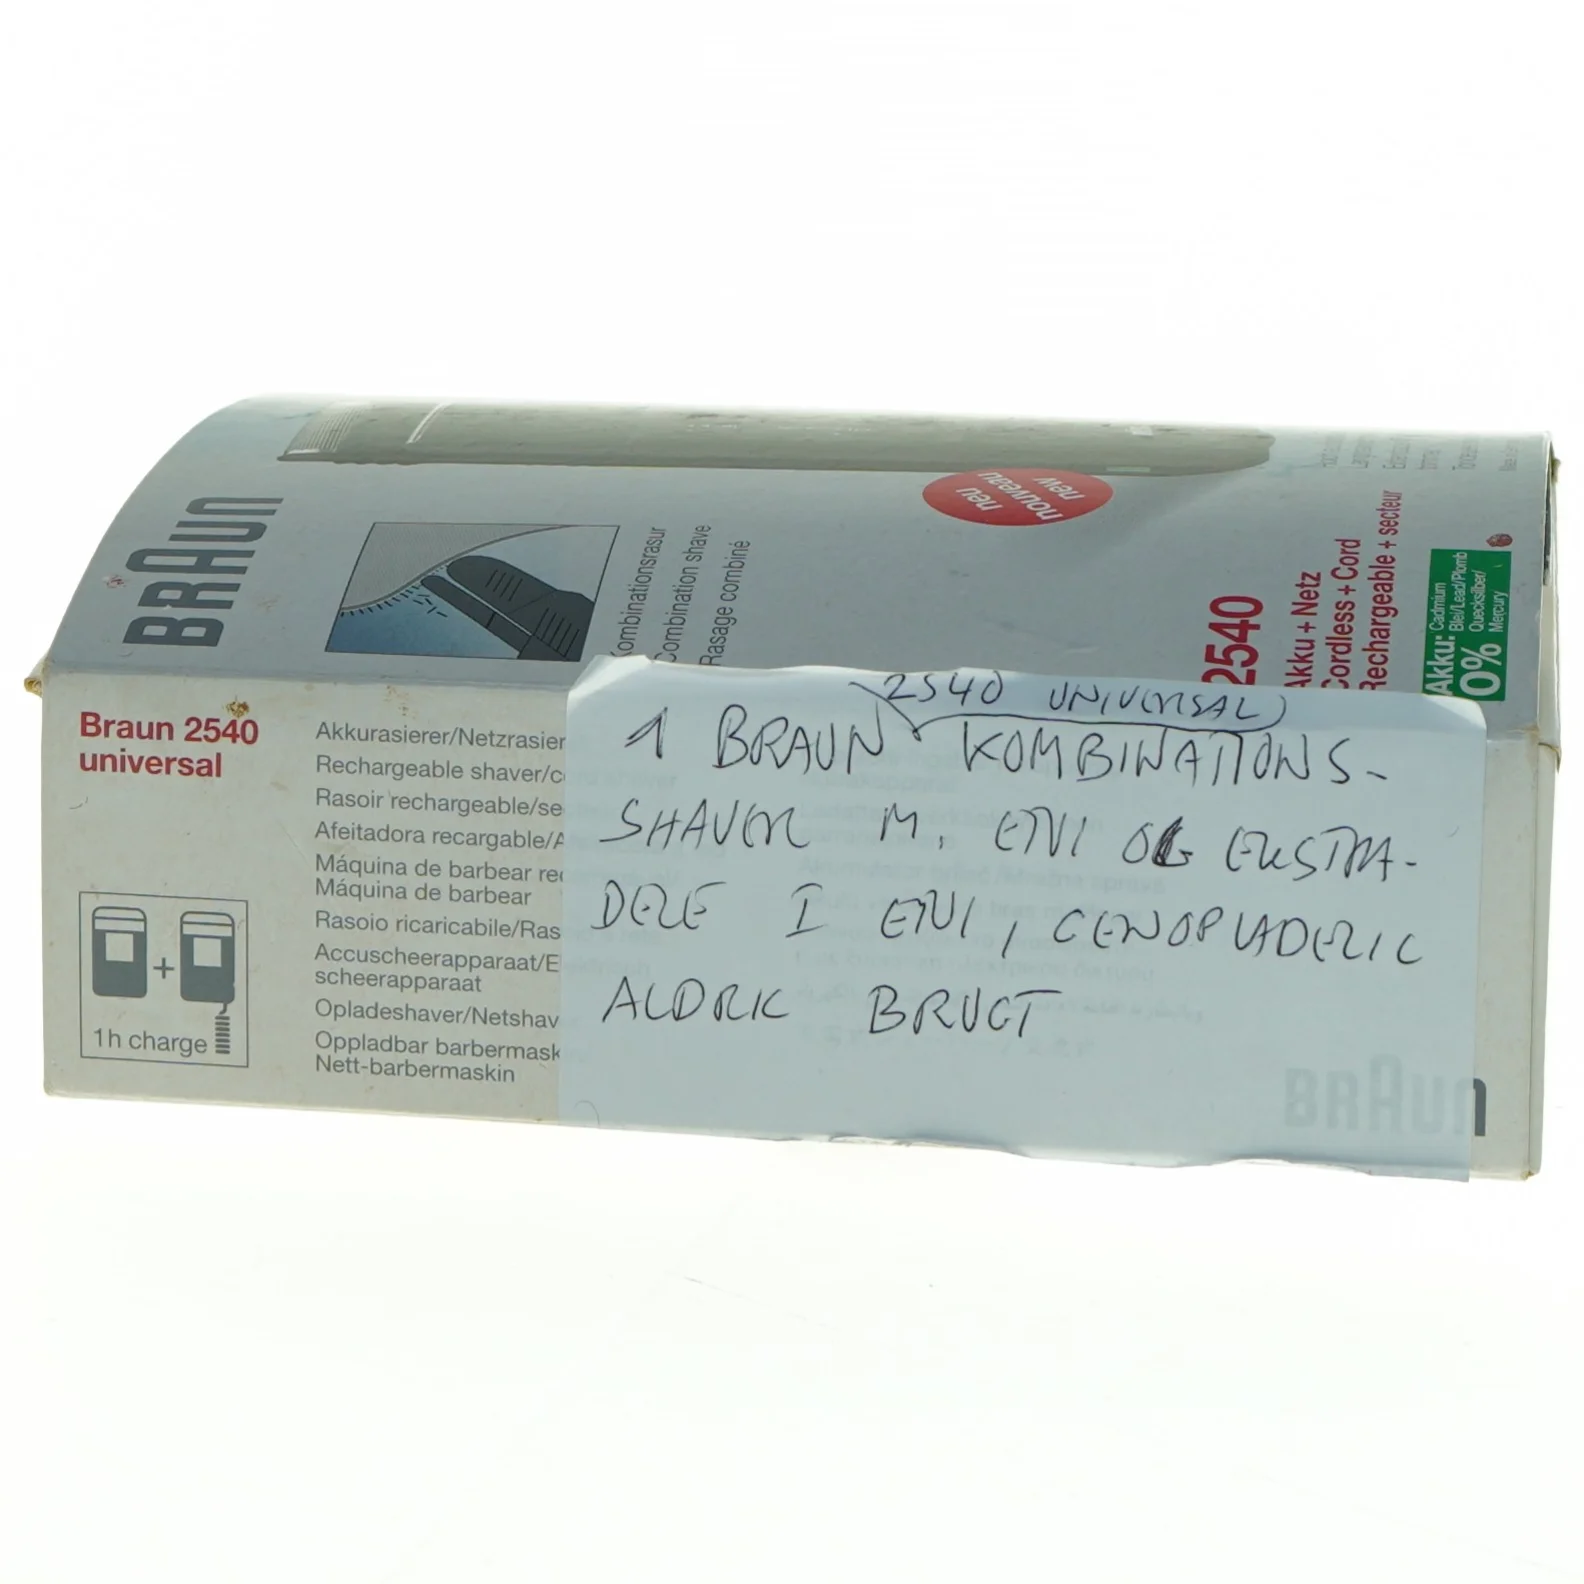 BRAUN
Kombinationsrasur
Combination shave
Rasage combiné
neu
nouveau
new
2540
Akku + Netz
Cordless + Cord
Rechargeable + secteur
Akku:
0%
Cadmium
Blei/Lead/Plomb
Quecksilber/
Mercury
Braun 2540
universal
1h charge
Akkurasierer/Netzrasier
Rechargeable shaver/c
Rasoir rechargeable/se
Afeitadora recargable/A
Máquina de barbear rec
Máquina de barbear
Rasoio ricaricabile/Ras
Accuscheerapparaat/E
scheerapparaat
Opladeshaver/Netshav
Oppladbar barbermask
Nett-barbermaskin
2540 UNIVERSAL
1 BRAUN KOMBINATIONS-
SHAVER M. ETUI OG EKSTRA-
DELE I ETUI, GENOPLADELIG
ALDRIG BRUGT
BRAUN